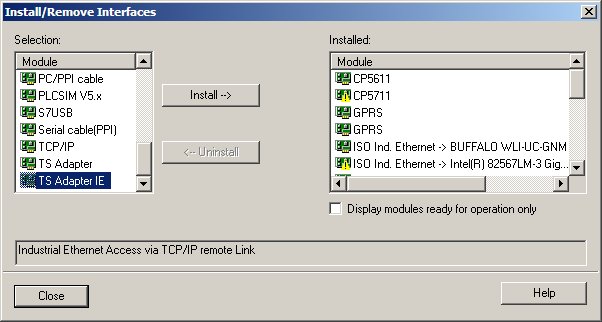 Install/Remove Interfaces
Selection:
Module
PC/PPI cable
PLCSIM V5.x
S7USB
Serial cable(PPI)
TCP/IP
TS Adapter
TS Adapter IE
Install -->
<-- Uninstall
Installed:
Module
CP5611
CP5711
GPRS
GPRS
ISO Ind. Ethernet -> BUFFALO WLI-UC-GNM
ISO Ind. Ethernet -> Intel(R) 82567LM-3 Gig...
Display modules ready for operation only
Industrial Ethernet Access via TCP/IP remote Link
Close
Help